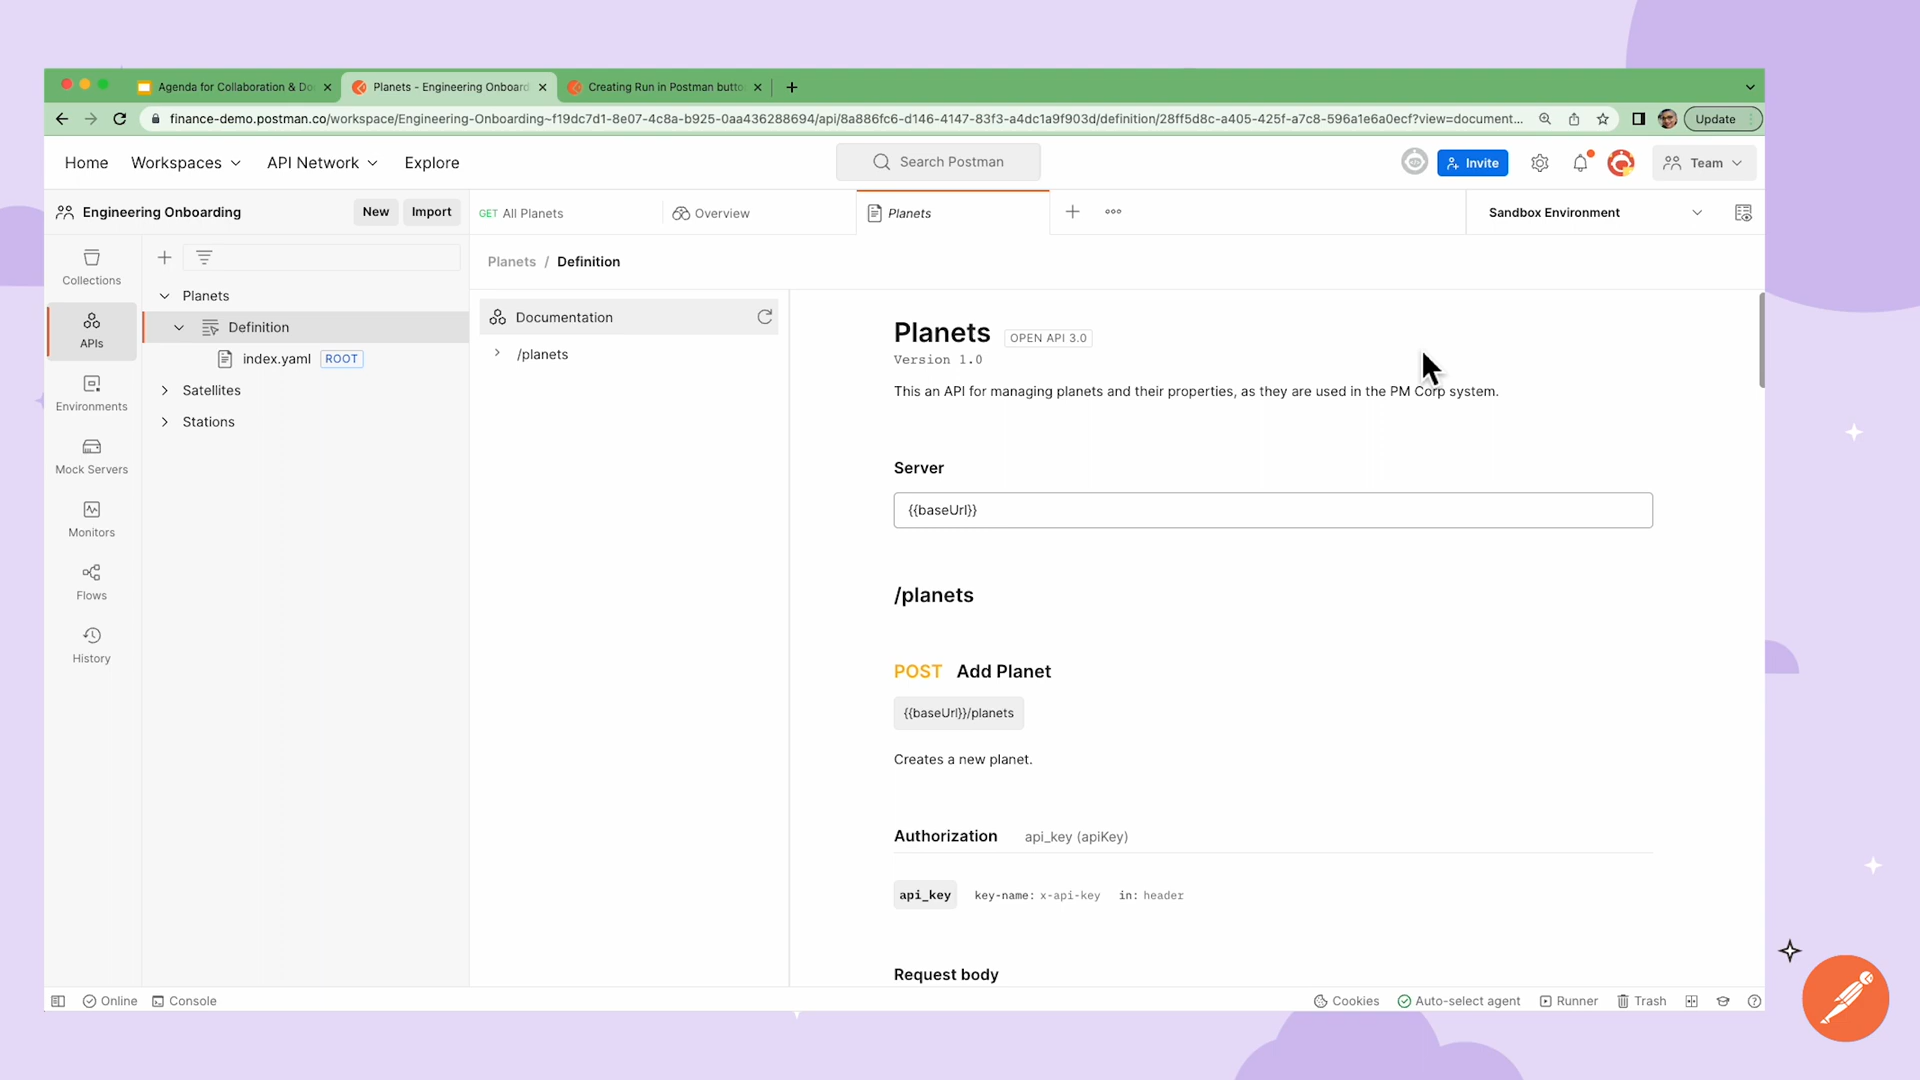 Agenda for Collaboration & Do
Planets - Engineering Onboard
Creating Run in Postman butto
finance-demo.postman.co/workspace/Engineering-Onboarding~f19dc7d1-8e07-4c8a-b925-0aa436288694/api/8a886fc6-d146-4147-83f3-a4dc1a9f903d/definition/28ff5d8c-a405-425f-a7c8-596a1e6a0ecf?view=document...
Update
Home
Workspaces
API Network
Explore
Search Postman
Invite
Team
Engineering Onboarding
New
Import
GET All Planets
Overview
Planets
Sandbox Environment
Collections
APIs
Environments
Mock Servers
Monitors
Flows
History
Planets
Definition
index.yaml ROOT
Satellites
Stations
Planets / Definition
Documentation
/planets
Planets OPEN API 3.0
Version 1.0
This an API for managing planets and their properties, as they are used in the PM Corp system.
Server
{{baseUrl}}
/planets
POST Add Planet
{{baseUrl}}/planets
Creates a new planet.
Authorization api_key (apiKey)
api_key key-name: x-api-key in: header
Request body
Online
Console
Cookies
Auto-select agent
Runner
Trash